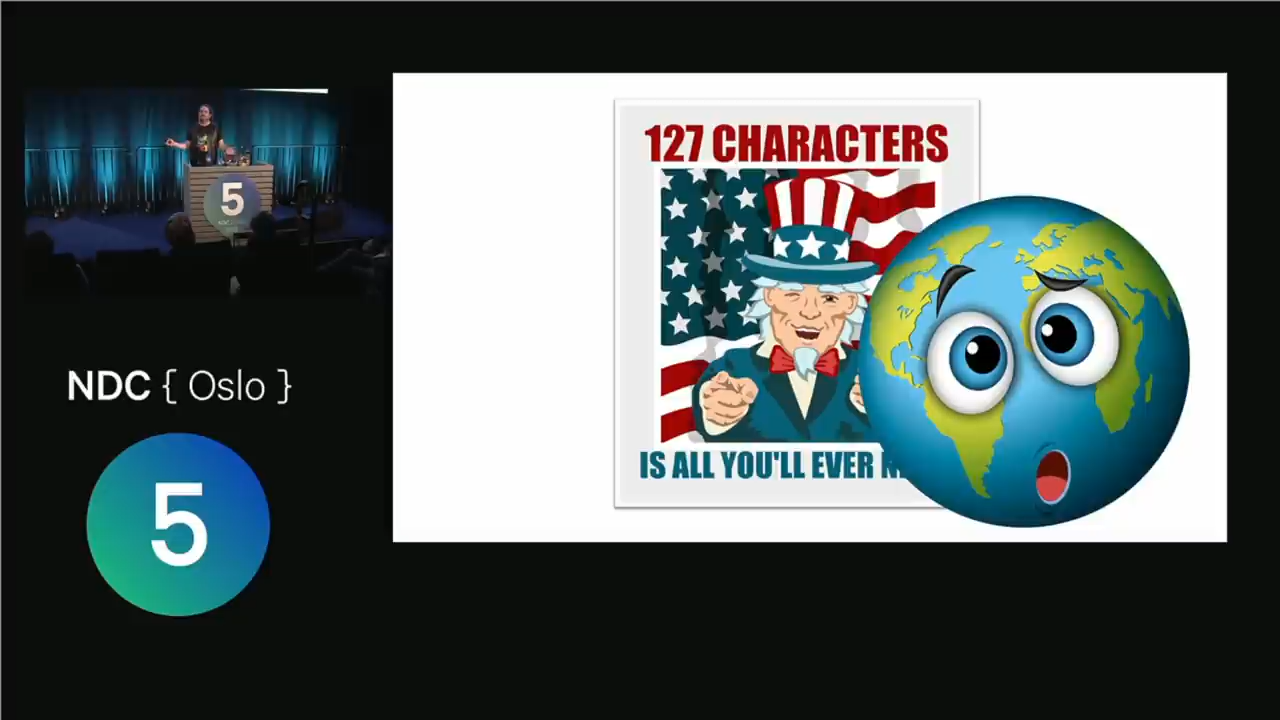 127 CHARACTERS
IS ALL YOU'LL EVER
5
NDC { Oslo }
5